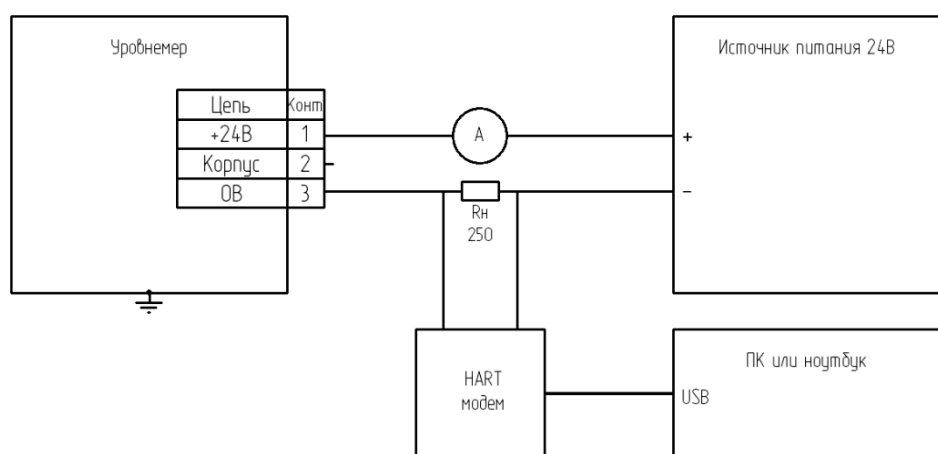 Уровнемер
Источник питания 24В
Цепь Конт
+24В 1
А
+
Корпус 2
0В 3
−
Rн
250
HART
модем
ПК или ноутбук
USB